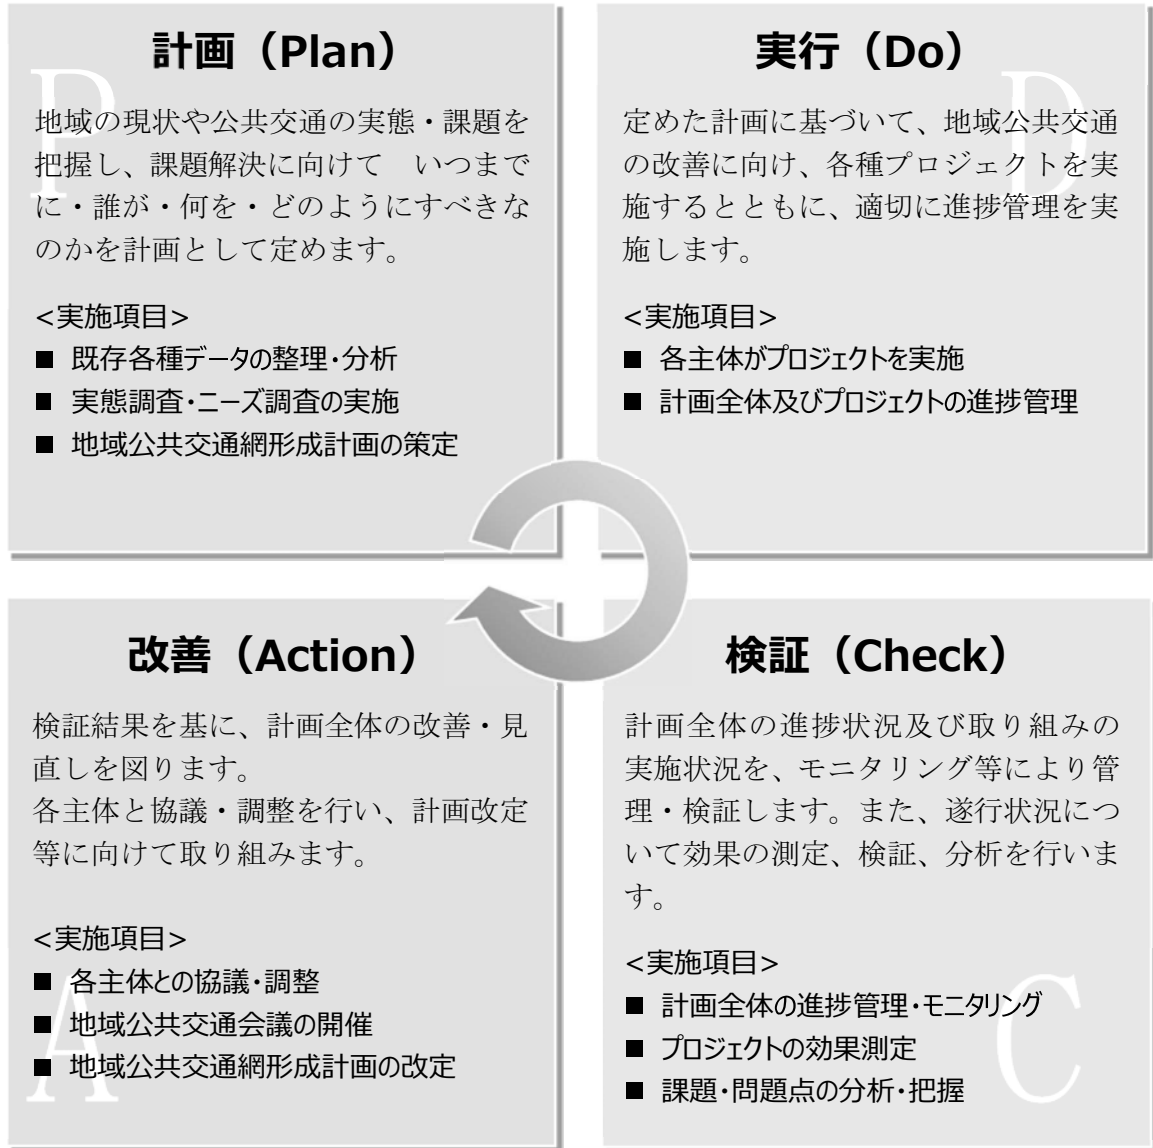 計画（Plan）
P
地域の現状や公共交通の実態・課題を
把握し、課題解決に向けて　いつまで
に・誰が・何を・どのようにすべきな
のかを計画として定めます。
<実施項目>
■ 既存各種データの整理・分析
■ 実態調査・ニーズ調査の実施
■ 地域公共交通網形成計画の策定
実行（Do）
D
定めた計画に基づいて、地域公共交通
の改善に向け、各種プロジェクトを実
施するとともに、適切に進捗管理を実
施します。
<実施項目>
■ 各主体がプロジェクトを実施
■ 計画全体及びプロジェクトの進捗管理
改善（Action）
検証結果を基に、計画全体の改善・見
直しを図ります。
各主体と協議・調整を行い、計画改定
等に向けて取り組みます。
<実施項目>
■ 各主体との協議・調整
■ 地域公共交通会議の開催
■ 地域公共交通網形成計画の改定
A
検証（Check）
計画全体の進捗状況及び取り組みの
実施状況を、モニタリング等により管
理・検証します。また、遂行状況につ
いて効果の測定、検証、分析を行いま
す。
<実施項目>
■ 計画全体の進捗管理・モニタリング
■ プロジェクトの効果測定
■ 課題・問題点の分析・把握
C